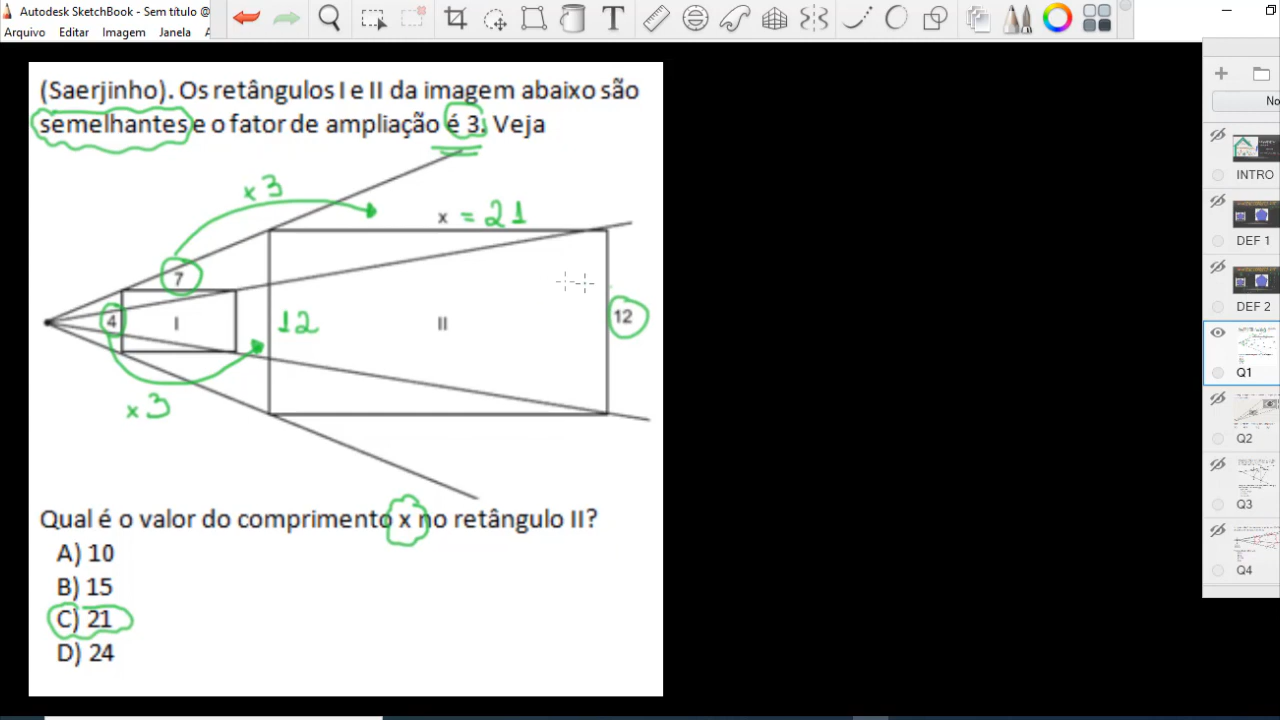 Autodesk SketchBook - Sem título @
Arquivo Editar Imagem Janela
(Saerjinho). Os retângulos I e II da imagem abaixo são
semelhantes e o fator de ampliação é 3. Veja
x 3
x = 21
7
4
I
12
II
12
x 3
Qual é o valor do comprimento x no retângulo II?
A) 10
B) 15
C) 21
D) 24
No
INTRO
DEF 1
DEF 2
Q1
Q2
Q3
Q4